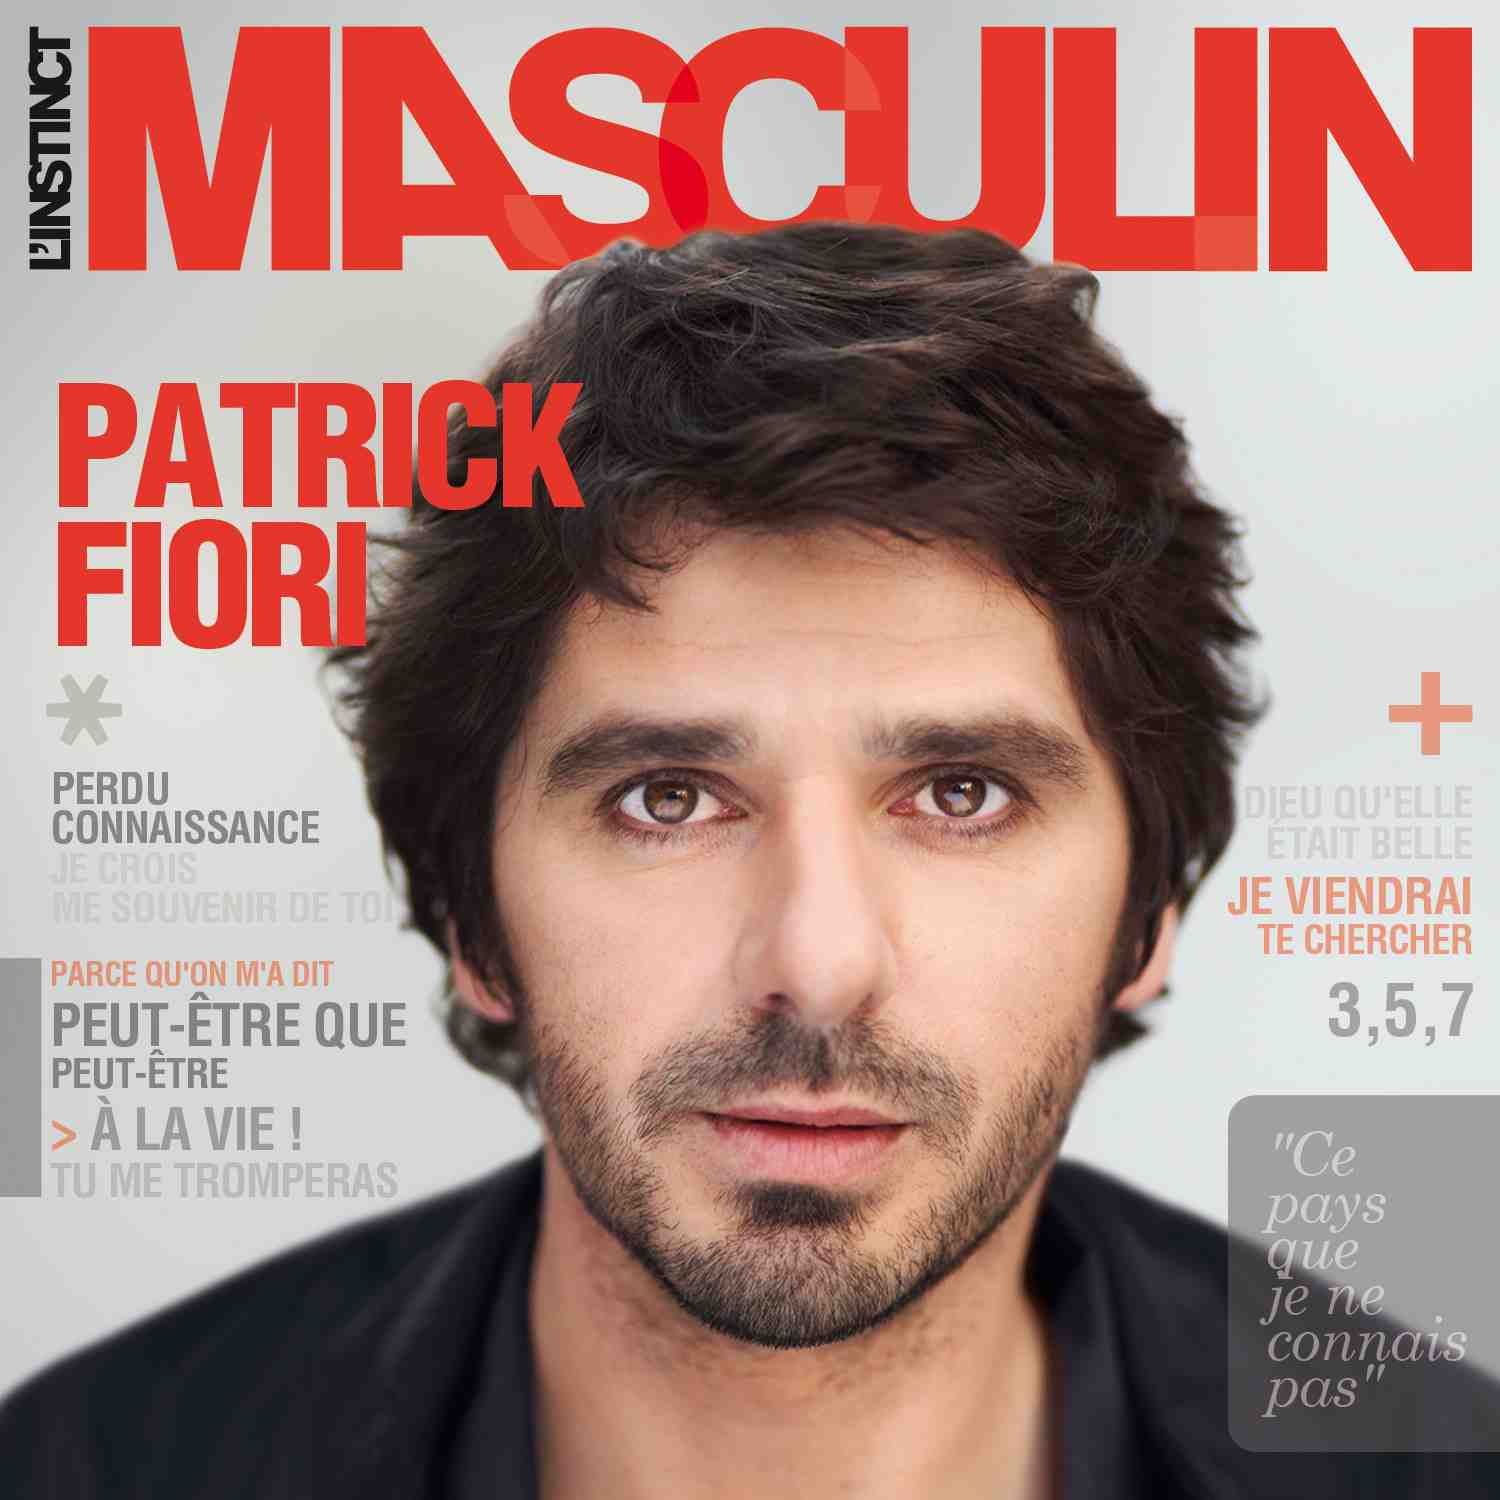 L'INSTINCT
MASCULIN
PATRICK
FIORI
*
PERDU
CONNAISSANCE
JE CROIS
ME SOUVENIR DE TOI
PARCE QU'ON M'A DIT
PEUT-ÊTRE QUE
PEUT-ÊTRE
> À LA VIE !
TU ME TROMPERAS
+
DIEU QU'ELLE
ÉTAIT BELLE
JE VIENDRAI
TE CHERCHER
3,5,7
"Ce
pays
que
je ne
connais
pas"